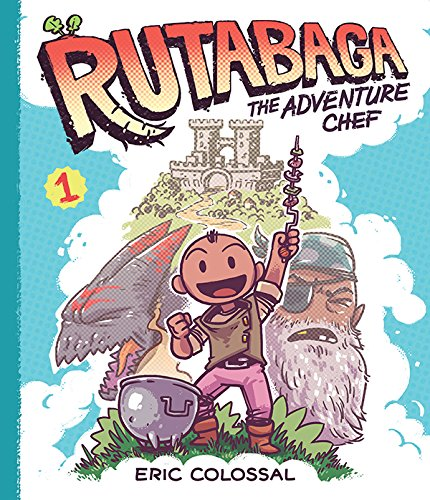 RUTABAGA
THE ADVENTURE
CHEF
1
ERIC COLOSSAL